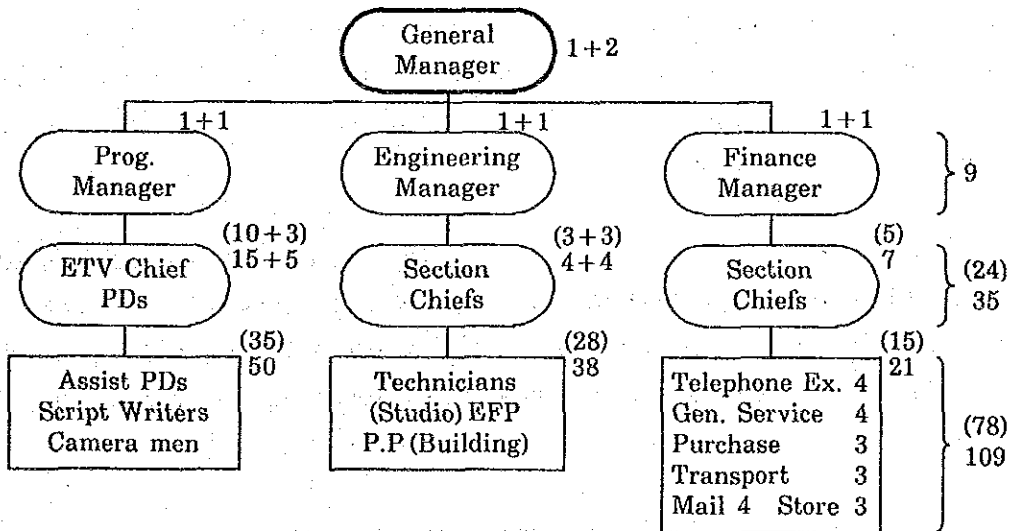 General
Manager
1+2
1+1
1+1
1+1
Prog.
Manager
Engineering
Manager
Finance
Manager
9
(10+3)
15+5
(3+3)
4+4
(5)
7
ETV Chief
PDs
Section
Chiefs
Section
Chiefs
(24)
35
(35)
50
(28)
38
(15)
21
Assist PDs
Script Writers
Camera men
Technicians
(Studio) EFP
P.P (Building)
Telephone Ex. 4
Gen. Service 4
Purchase 3
Transport 3
Mail 4 Store 3
(78)
109